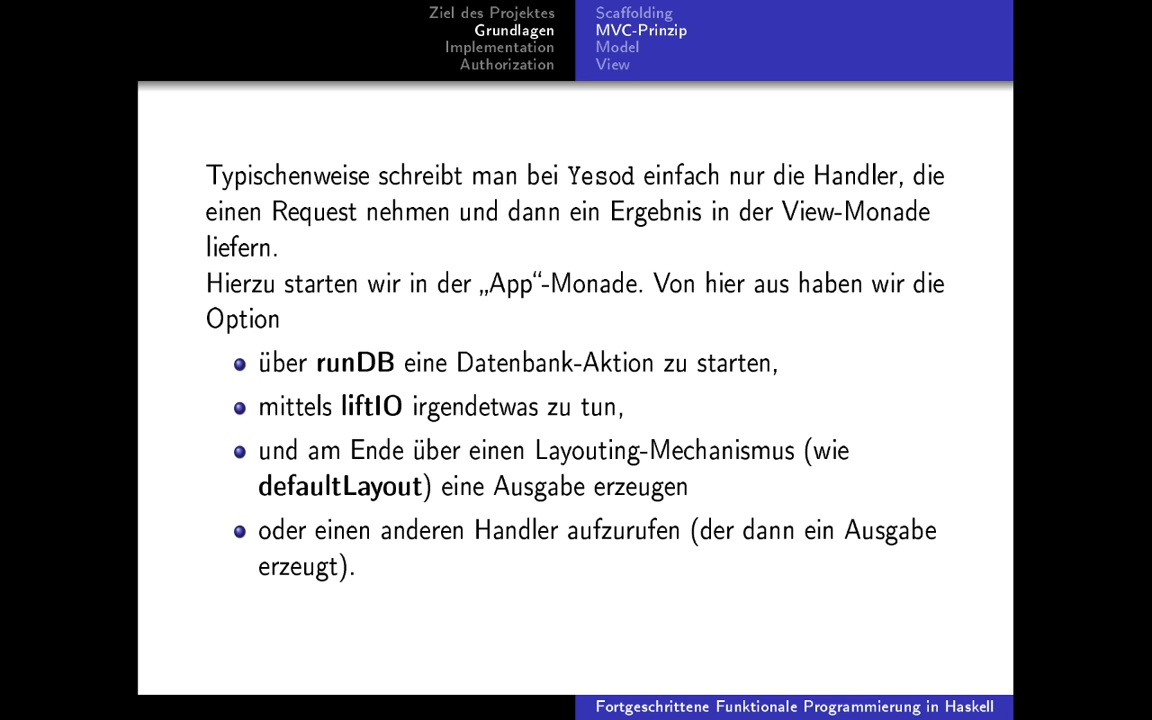 Ziel des Projektes
Grundlagen
Implementation
Authorization
Scaffolding
MVC-Prinzip
Model
View
Typischenweise schreibt man bei Yesod einfach nur die Handler, die
einen Request nehmen und dann ein Ergebnis in der View-Monade
liefern.
Hierzu starten wir in der „App“-Monade. Von hier aus haben wir die
Option
über runDB eine Datenbank-Aktion zu starten,
mittels liftIO irgendetwas zu tun,
und am Ende über einen Layouting-Mechanismus (wie
defaultLayout) eine Ausgabe erzeugen
oder einen anderen Handler aufzurufen (der dann ein Ausgabe
erzeugt).
Fortgeschrittene Funktionale Programmierung in Haskell